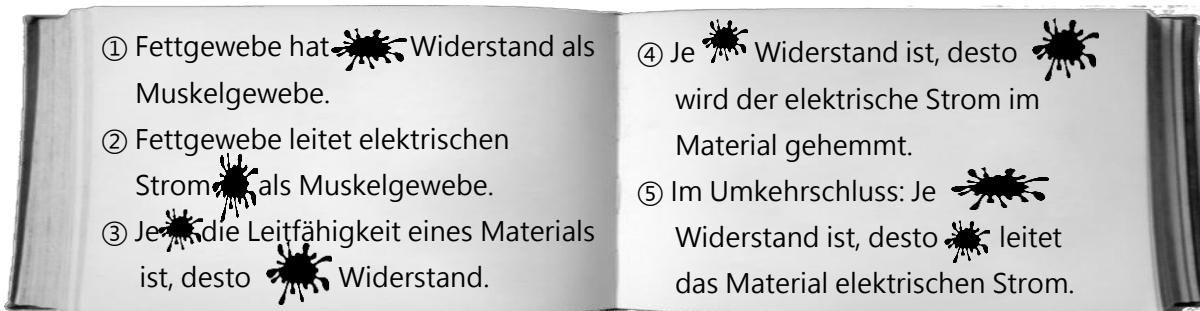 ① Fettgewebe hat Widerstand als
Muskelgewebe.
② Fettgewebe leitet elektrischen
Strom als Muskelgewebe.
③ Je die Leitfähigkeit eines Materials
ist, desto Widerstand.
④ Je Widerstand ist, desto
wird der elektrische Strom im
Material gehemmt.
⑤ Im Umkehrschluss: Je
Widerstand ist, desto leitet
das Material elektrischen Strom.